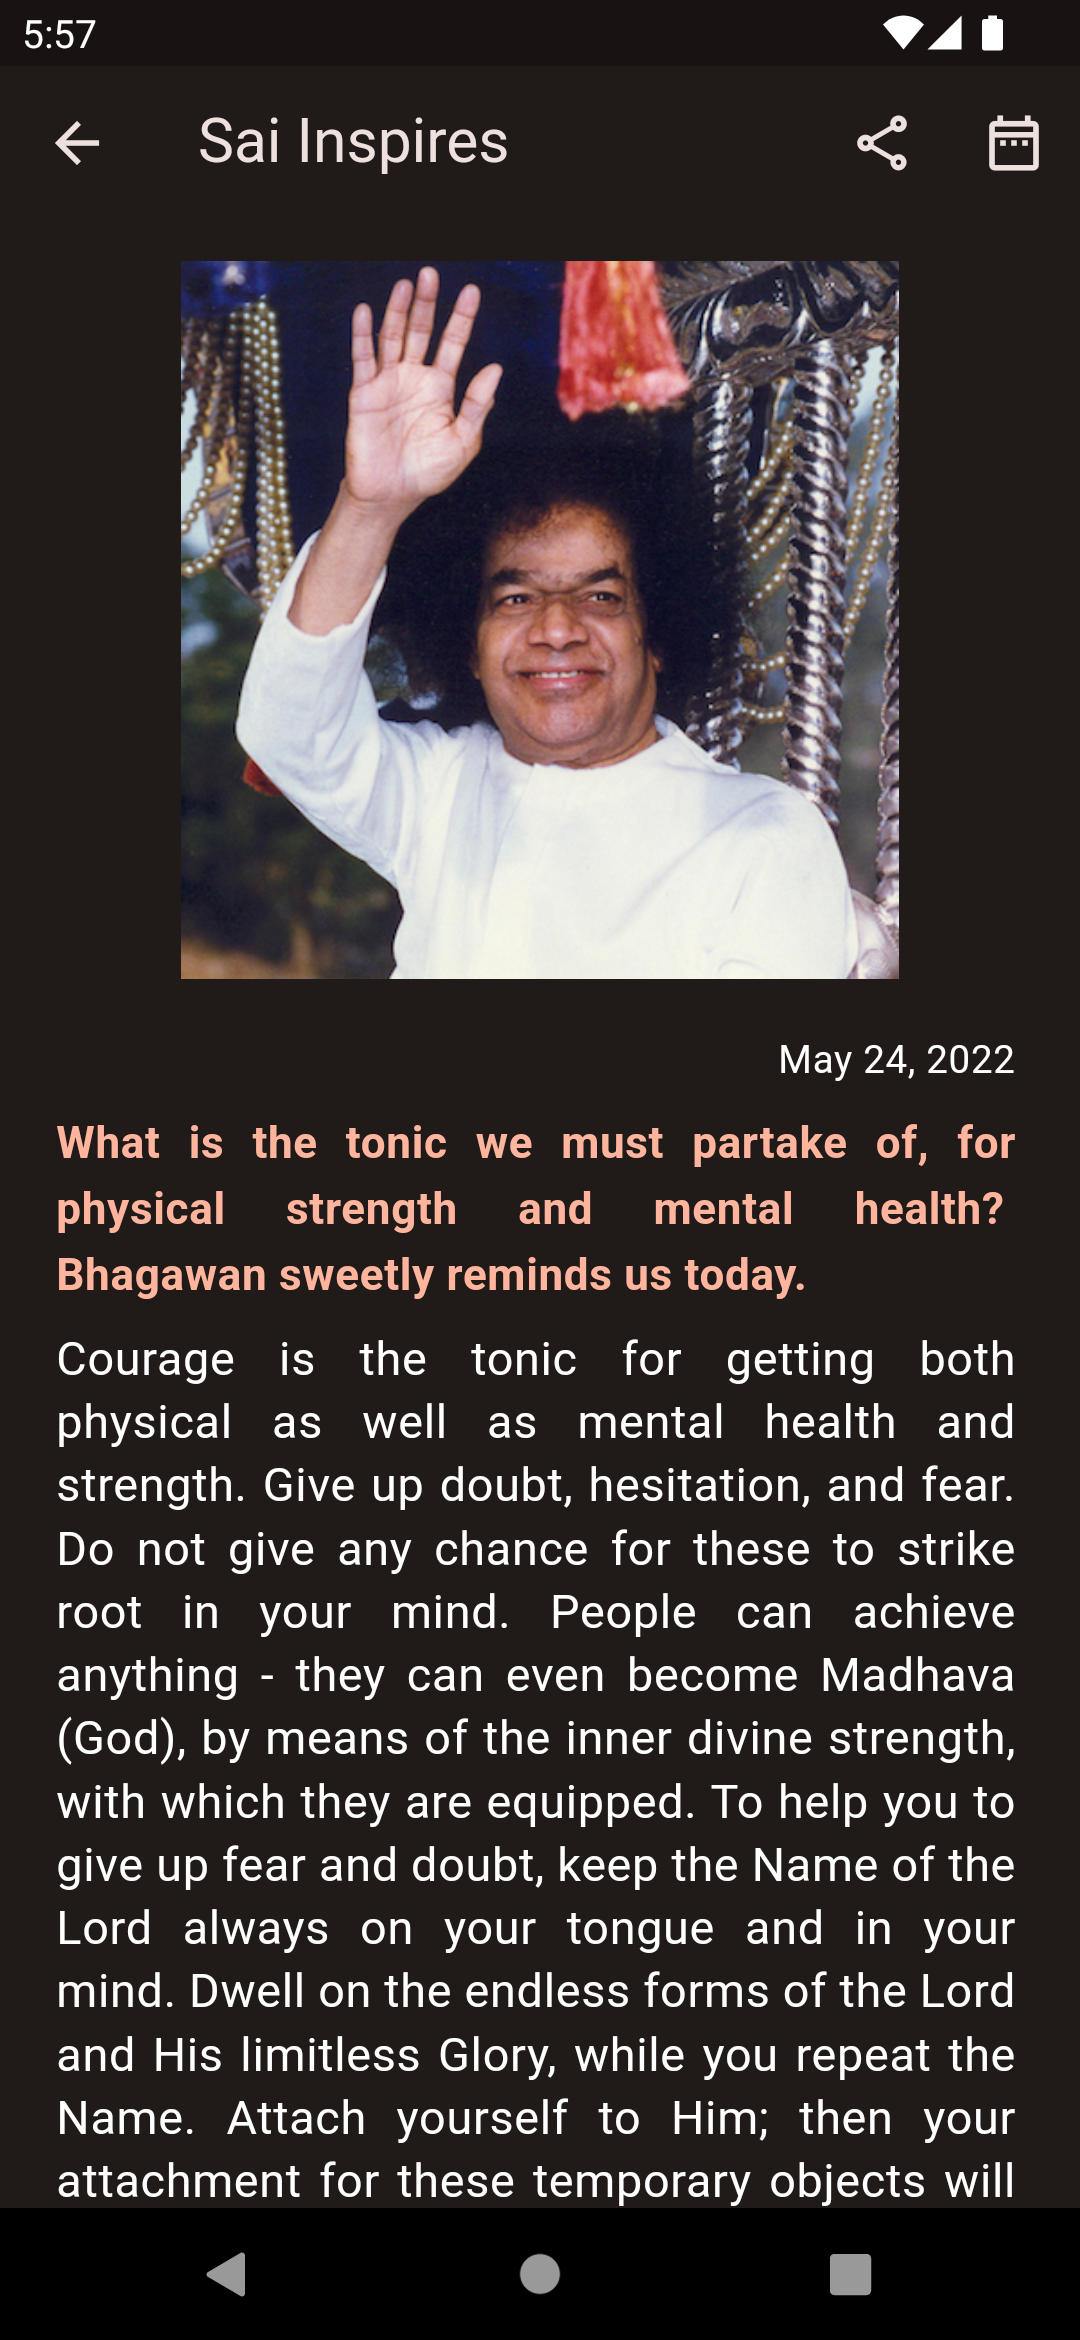 5:57
Sai Inspires
May 24, 2022
What is the tonic we must partake of, for
physical strength and mental health?
Bhagawan sweetly reminds us today.
Courage is the tonic for getting both
physical as well as mental health and
strength. Give up doubt, hesitation, and fear.
Do not give any chance for these to strike
root in your mind. People can achieve
anything - they can even become Madhava
(God), by means of the inner divine strength,
with which they are equipped. To help you to
give up fear and doubt, keep the Name of the
Lord always on your tongue and in your
mind. Dwell on the endless forms of the Lord
and His limitless Glory, while you repeat the
Name. Attach yourself to Him; then your
attachment for these temporary objects will